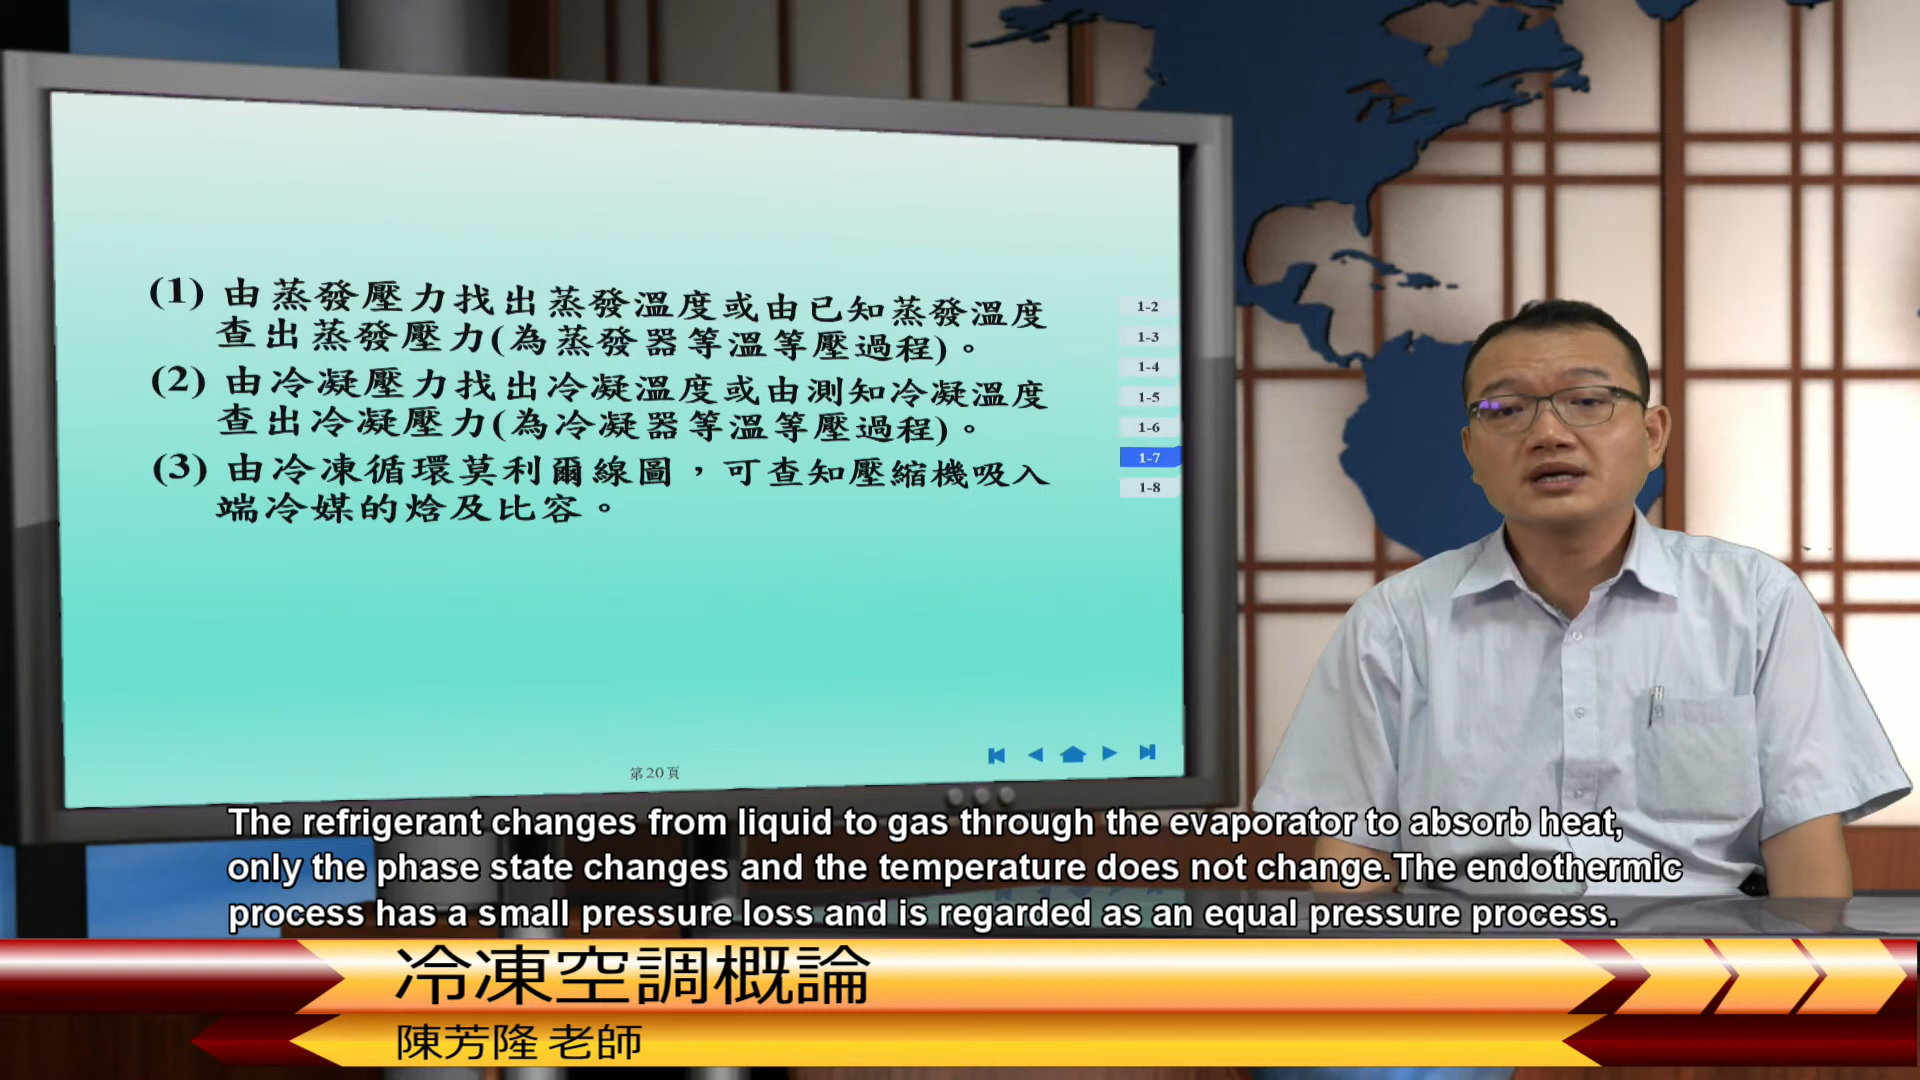 (1) 由蒸發壓力找出蒸發溫度或由已知蒸發溫度
查出蒸發壓力(為蒸發器等溫等壓過程)。
(2) 由冷凝壓力找出冷凝溫度或由測知冷凝溫度
查出冷凝壓力(為冷凝器等溫等壓過程)。
(3) 由冷凍循環莫利爾線圖，可查知壓縮機吸入
端冷媒的焓及比容。
1-2
1-3
1-4
1-5
1-6
1-7
1-8
第20頁
The refrigerant changes from liquid to gas through the evaporator to absorb heat,
only the phase state changes and the temperature does not change.The endothermic
process has a small pressure loss and is regarded as an equal pressure process.
冷凍空調概論
陳芳隆 老師